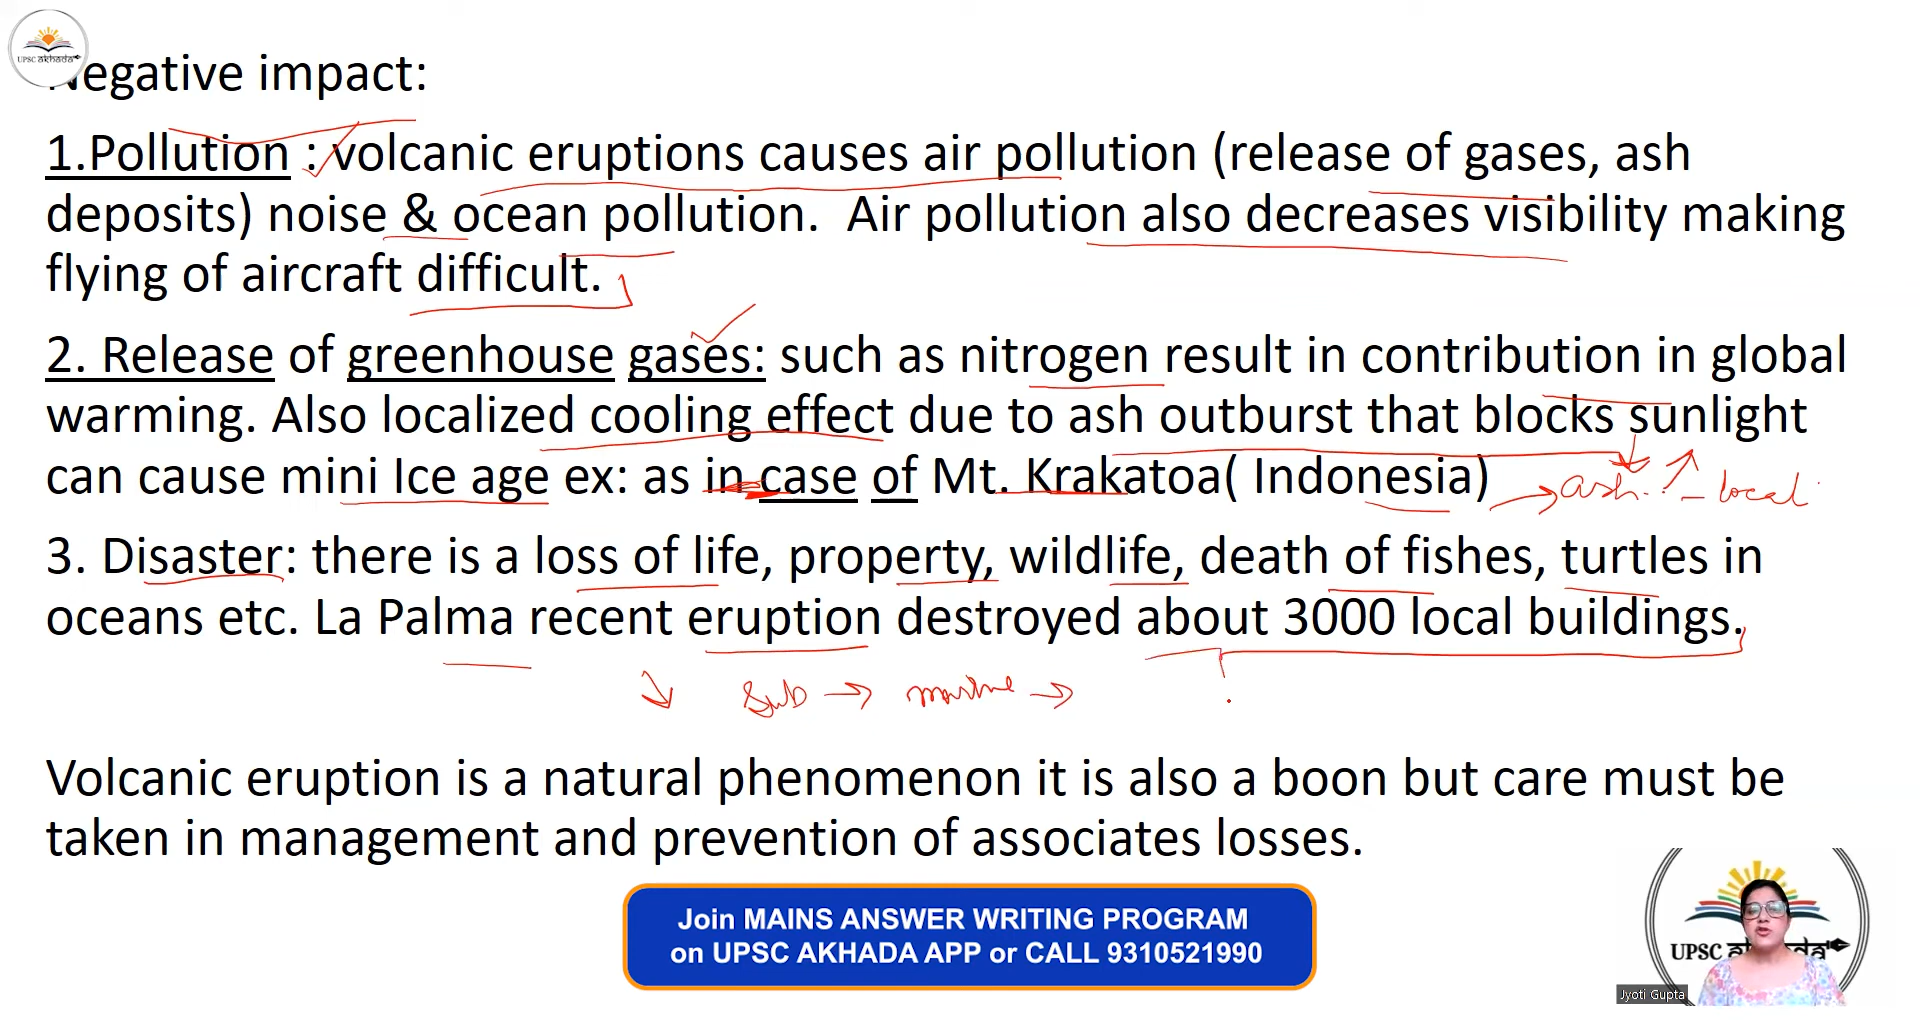 UPSC akhada
Negative impact:
1.Pollution : volcanic eruptions causes air pollution (release of gases, ash
deposits) noise & ocean pollution. Air pollution also decreases visibility making
flying of aircraft difficult.
2. Release of greenhouse gases: such as nitrogen result in contribution in global
warming. Also localized cooling effect due to ash outburst that blocks sunlight
can cause mini Ice age ex: as in case of Mt. Krakatoa( Indonesia)
ash. local
3. Disaster: there is a loss of life, property, wildlife, death of fishes, turtles in
oceans etc. La Palma recent eruption destroyed about 3000 local buildings.
Sub → marine →
Volcanic eruption is a natural phenomenon it is also a boon but care must be
taken in management and prevention of associates losses.
Join MAINS ANSWER WRITING PROGRAM
on UPSC AKHADA APP or CALL 9310521990
UPSC
Jyoti Gupta